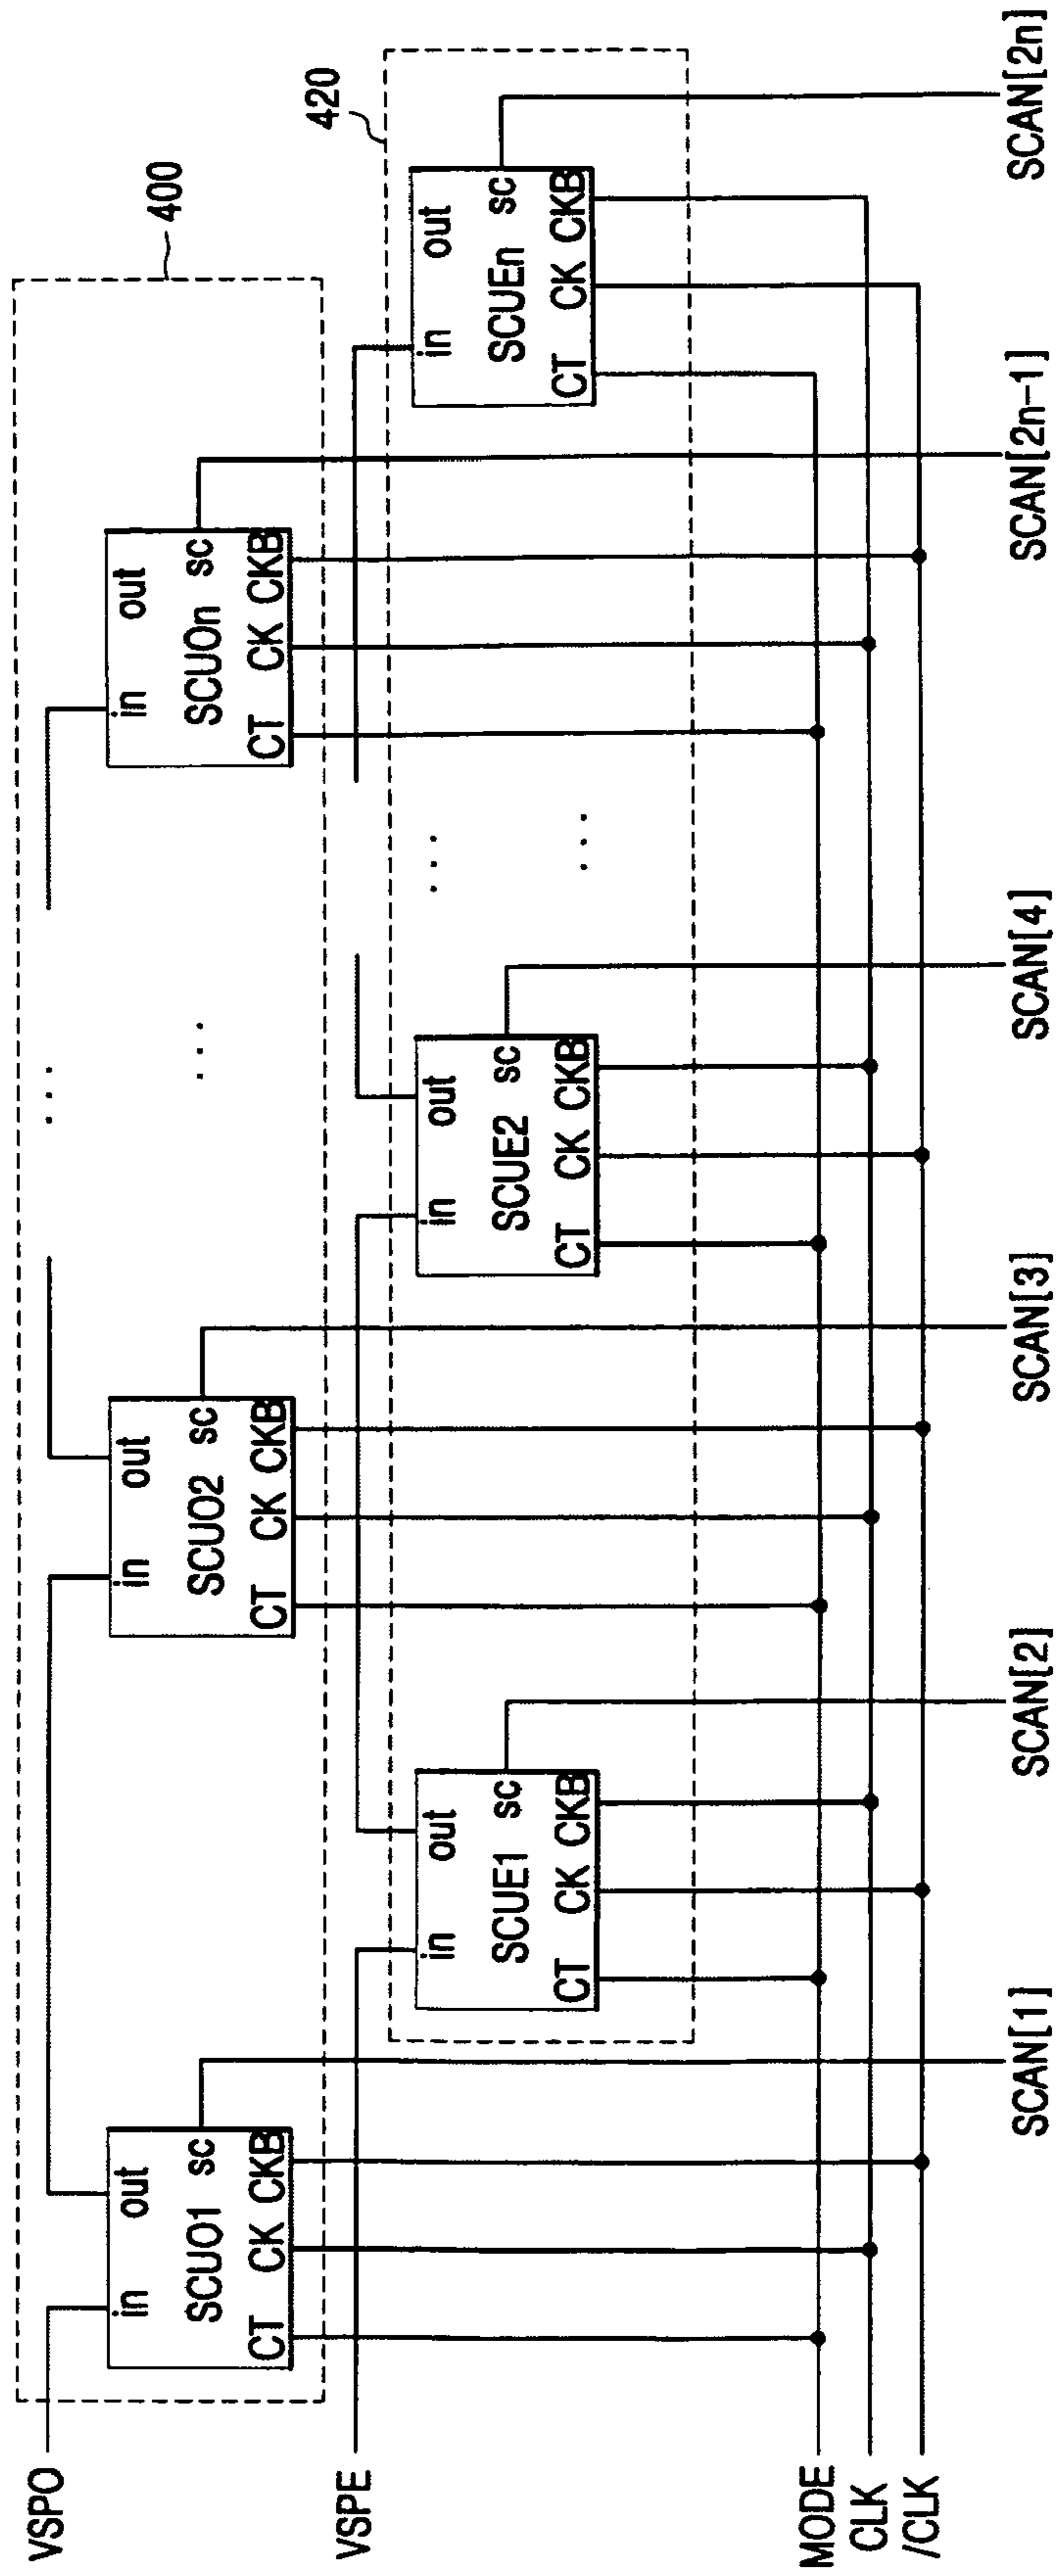 400
420
VSPO
in
out
SCUO1
sc
CT
CK
CKB
in
out
SCUO2
sc
CT
CK
CKB
. . .
. . .
in
out
SCUOn
sc
CT
CK
CKB
VSPE
in
out
SCUE1
sc
CT
CK
CKB
in
out
SCUE2
sc
CT
CK
CKB
. . .
. . .
in
out
SCUEn
sc
CT
CK
CKB
MODE
CLK
/CLK
SCAN[1]
SCAN[2]
SCAN[3]
SCAN[4]
SCAN[2n-1]
SCAN[2n]